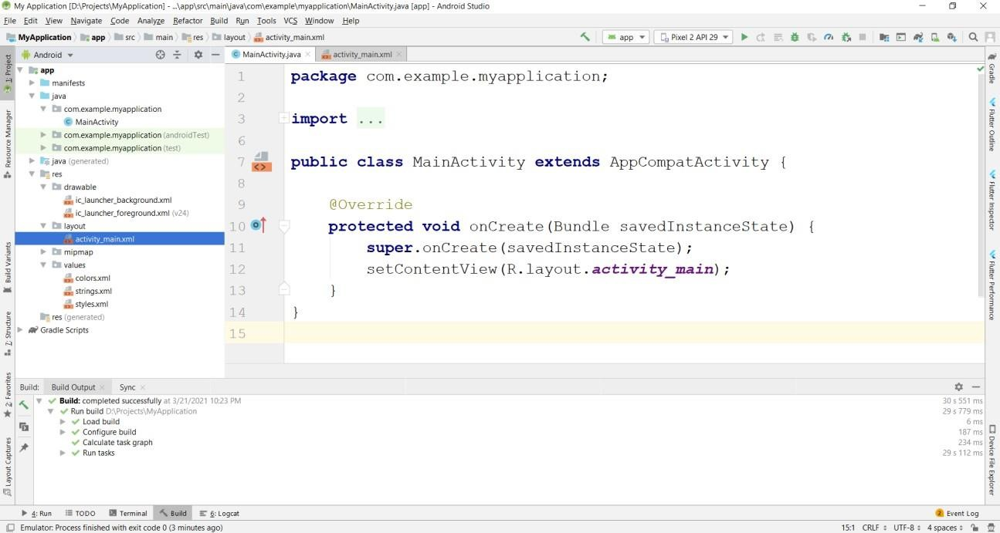 My Application [D:\Projects\MyApplication] - ...\app\src\main\java\com\example\myapplication\MainActivity.java [app] - Android Studio
File Edit View Navigate Code Analyze Refactor Build Run Tools VCS Window Help
MyApplication app src main res layout activity_main.xml app Pixel 2 API 29
1: Project
Resource Manager
Build Variants
7: Structure
2: Favorites
Layout Captures
Android
app
manifests
java
com.example.myapplication
MainActivity
com.example.myapplication (androidTest)
com.example.myapplication (test)
java (generated)
res
drawable
ic_launcher_background.xml
ic_launcher_foreground.xml (v24)
layout
activity_main.xml
mipmap
values
colors.xml
strings.xml
styles.xml
res (generated)
Gradle Scripts
MainActivity.java activity_main.xml
1 package com.example.myapplication;
2
3 import ...
6
7 public class MainActivity extends AppCompatActivity {
8
9 @Override
10 protected void onCreate(Bundle savedInstanceState) {
11 super.onCreate(savedInstanceState);
12 setContentView(R.layout.activity_main);
13 }
14 }
15
Gradle
Flutter Outline
Flutter Inspector
Flutter Performance
Device File Explorer
Build: Build Output Sync
Build: completed successfully at 3/21/2021 10:23 PM 30 s 551 ms
Run build D:\Projects\MyApplication 29 s 779 ms
Load build 6 ms
Configure build 187 ms
Calculate task graph 234 ms
Run tasks 29 s 112 ms
4: Run TODO Terminal Build 6: Logcat 2 Event Log
Emulator: Process finished with exit code 0 (3 minutes ago) 15:1 CRLF UTF-8 4 spaces